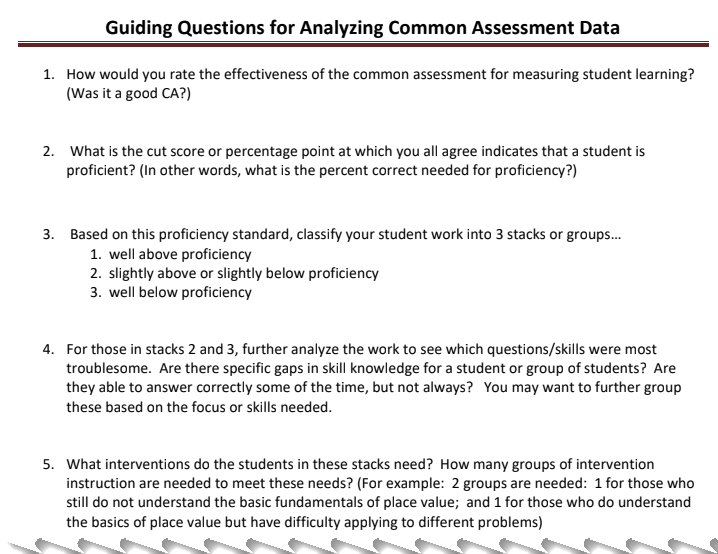 Guiding Questions for Analyzing Common Assessment Data
1. How would you rate the effectiveness of the common assessment for measuring student learning?
(Was it a good CA?)
2. What is the cut score or percentage point at which you all agree indicates that a student is
proficient? (In other words, what is the percent correct needed for proficiency?)
3. Based on this proficiency standard, classify your student work into 3 stacks or groups…
1. well above proficiency
2. slightly above or slightly below proficiency
3. well below proficiency
4. For those in stacks 2 and 3, further analyze the work to see which questions/skills were most
troublesome. Are there specific gaps in skill knowledge for a student or group of students? Are
they able to answer correctly some of the time, but not always? You may want to further group
these based on the focus or skills needed.
5. What interventions do the students in these stacks need? How many groups of intervention
instruction are needed to meet these needs? (For example: 2 groups are needed: 1 for those who
still do not understand the basic fundamentals of place value; and 1 for those who do understand
the basics of place value but have difficulty applying to different problems)